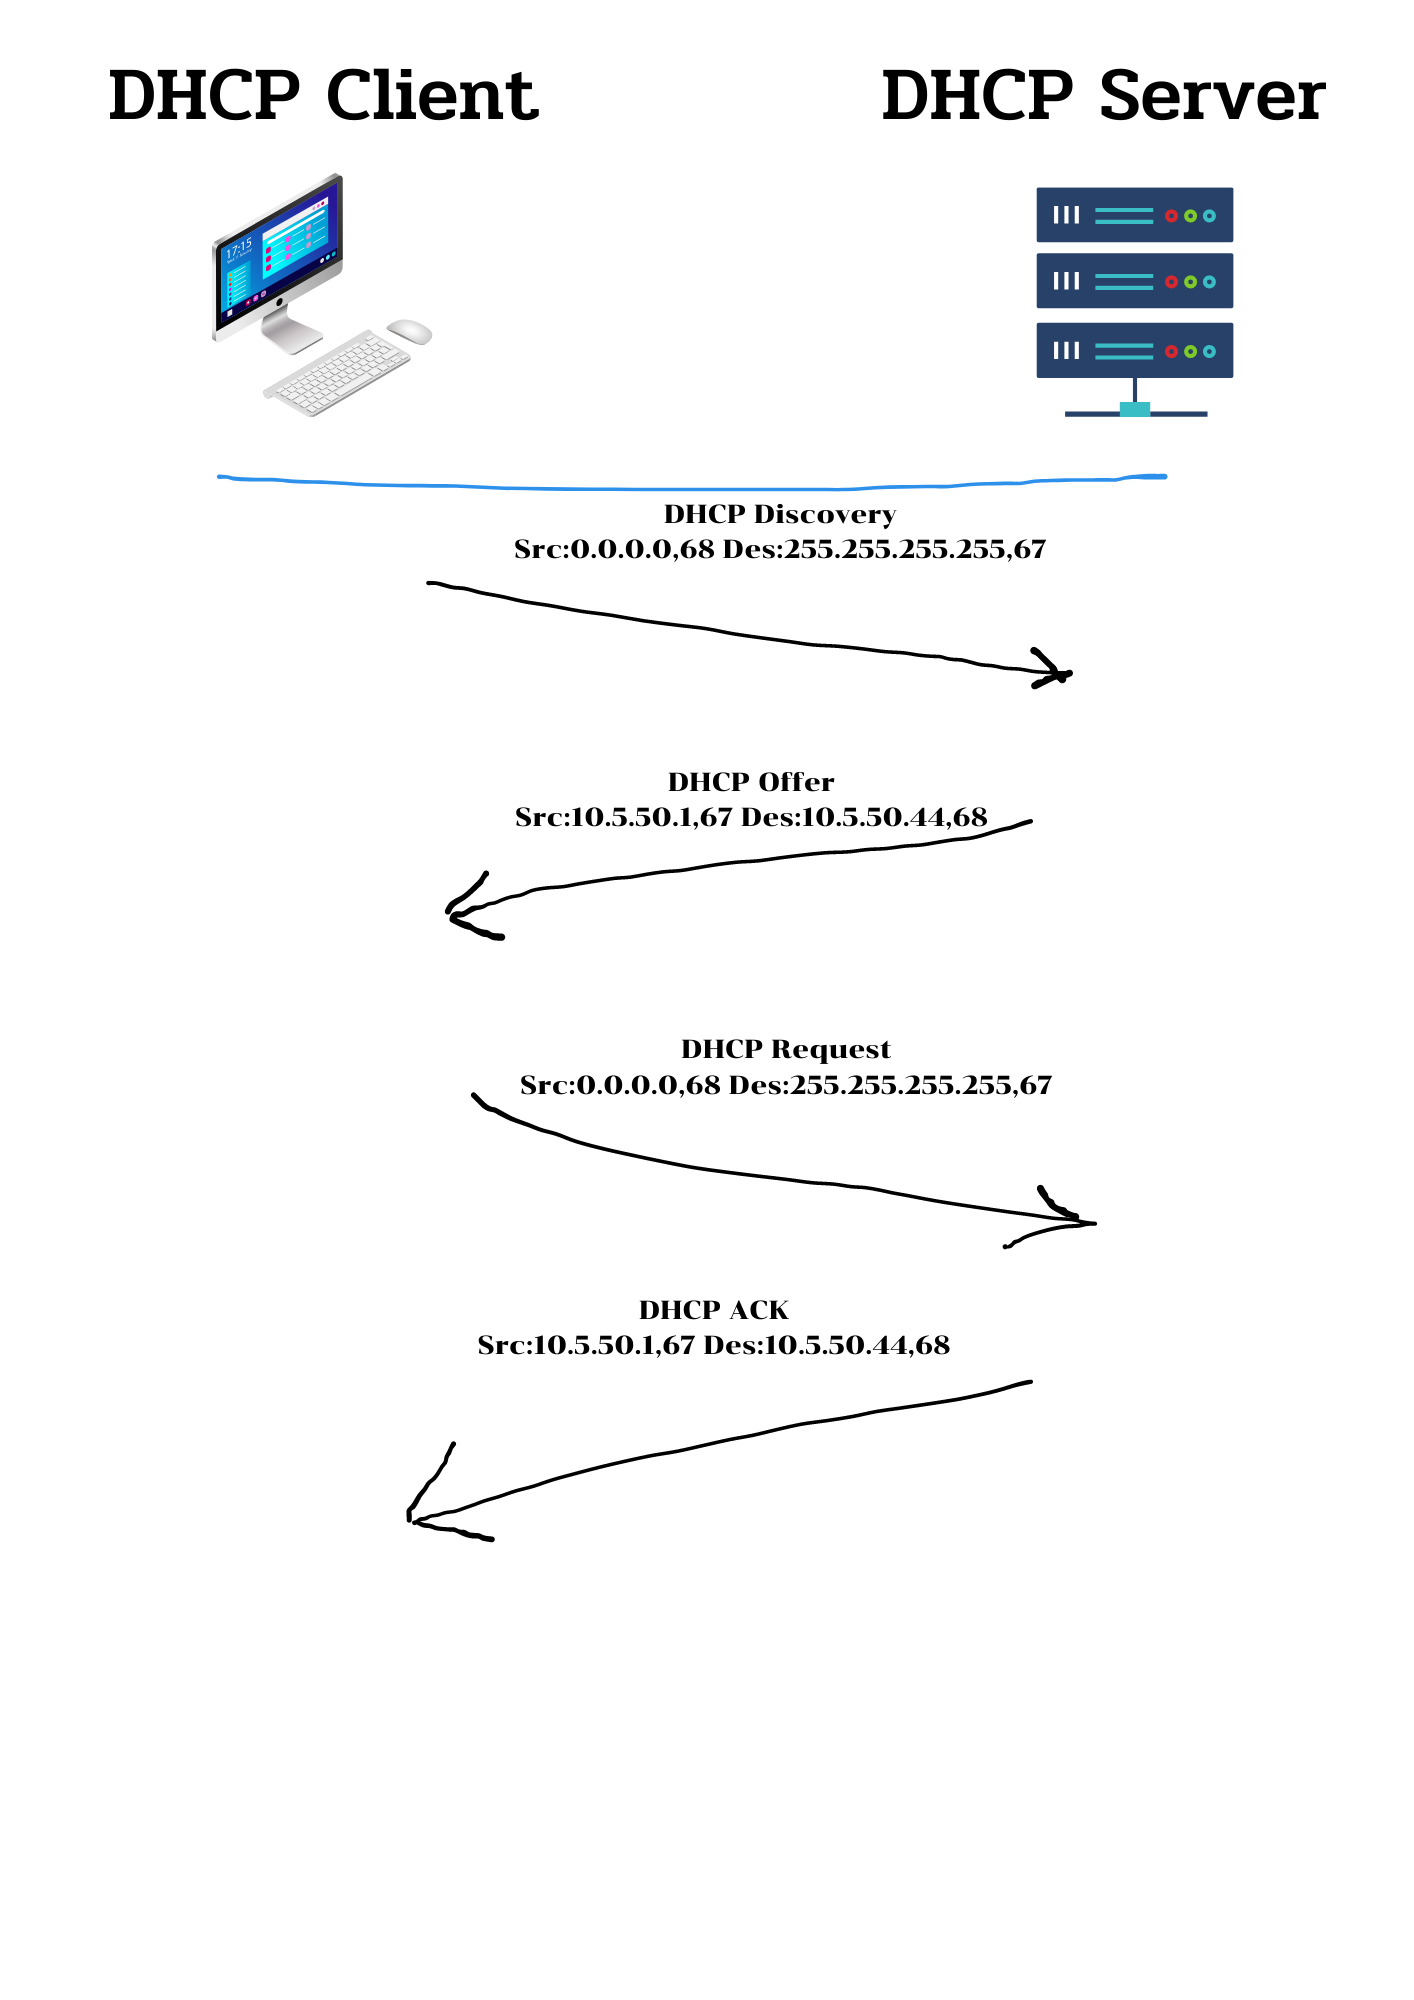 DHCP Client
DHCP Server
17:15
DHCP Discovery
Src:0.0.0.0,68 Des:255.255.255.255,67
DHCP Offer
Src:10.5.50.1,67 Des:10.5.50.44,68
DHCP Request
Src:0.0.0.0,68 Des:255.255.255.255,67
DHCP ACK
Src:10.5.50.1,67 Des:10.5.50.44,68